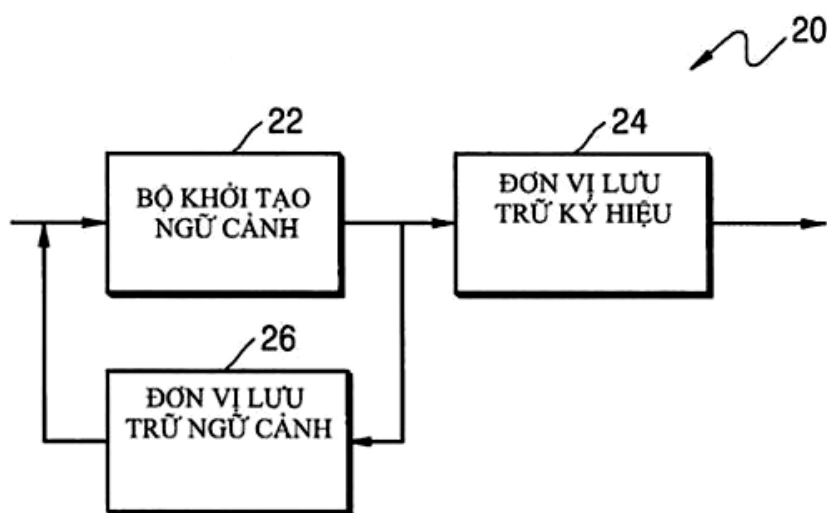 20
22
BỘ KHỞI TẠO
NGỮ CẢNH
24
ĐƠN VỊ LƯU
TRỮ KÝ HIỆU
26
ĐƠN VỊ LƯU
TRỮ NGỮ CẢNH